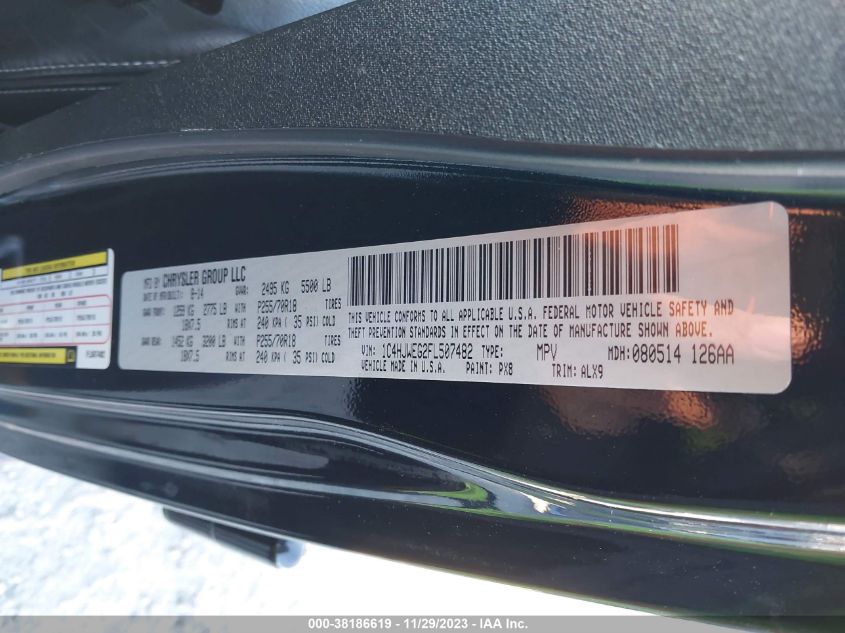 MFD BY CHRYSLER GROUP LLC
DATE OF MFR/BUILT: 8-14 GVWR: 2495 KG 5500 LB
GAWR FRONT: 1259 KG 2775 LB P255/70R18 TIRES
18X7.5 RIMS AT 240 KPA ( 35 PSI) COLD
GAWR REAR: 1452 KG 3200 LB P255/70R18 TIRES
18X7.5 RIMS AT 240 KPA ( 35 PSI) COLD
THIS VEHICLE CONFORMS TO ALL APPLICABLE U.S.A. FEDERAL MOTOR VEHICLE SAFETY AND
THEFT PREVENTION STANDARDS IN EFFECT ON THE DATE OF MANUFACTURE SHOWN ABOVE.
VIN: 1C4HJWEG2FL507482 TYPE: MPV MDH: 080514 126AA
VEHICLE MADE IN U.S.A. PAINT: PX8 TRIM: ALX9
000-38186619 - 11/29/2023 - IAA Inc.